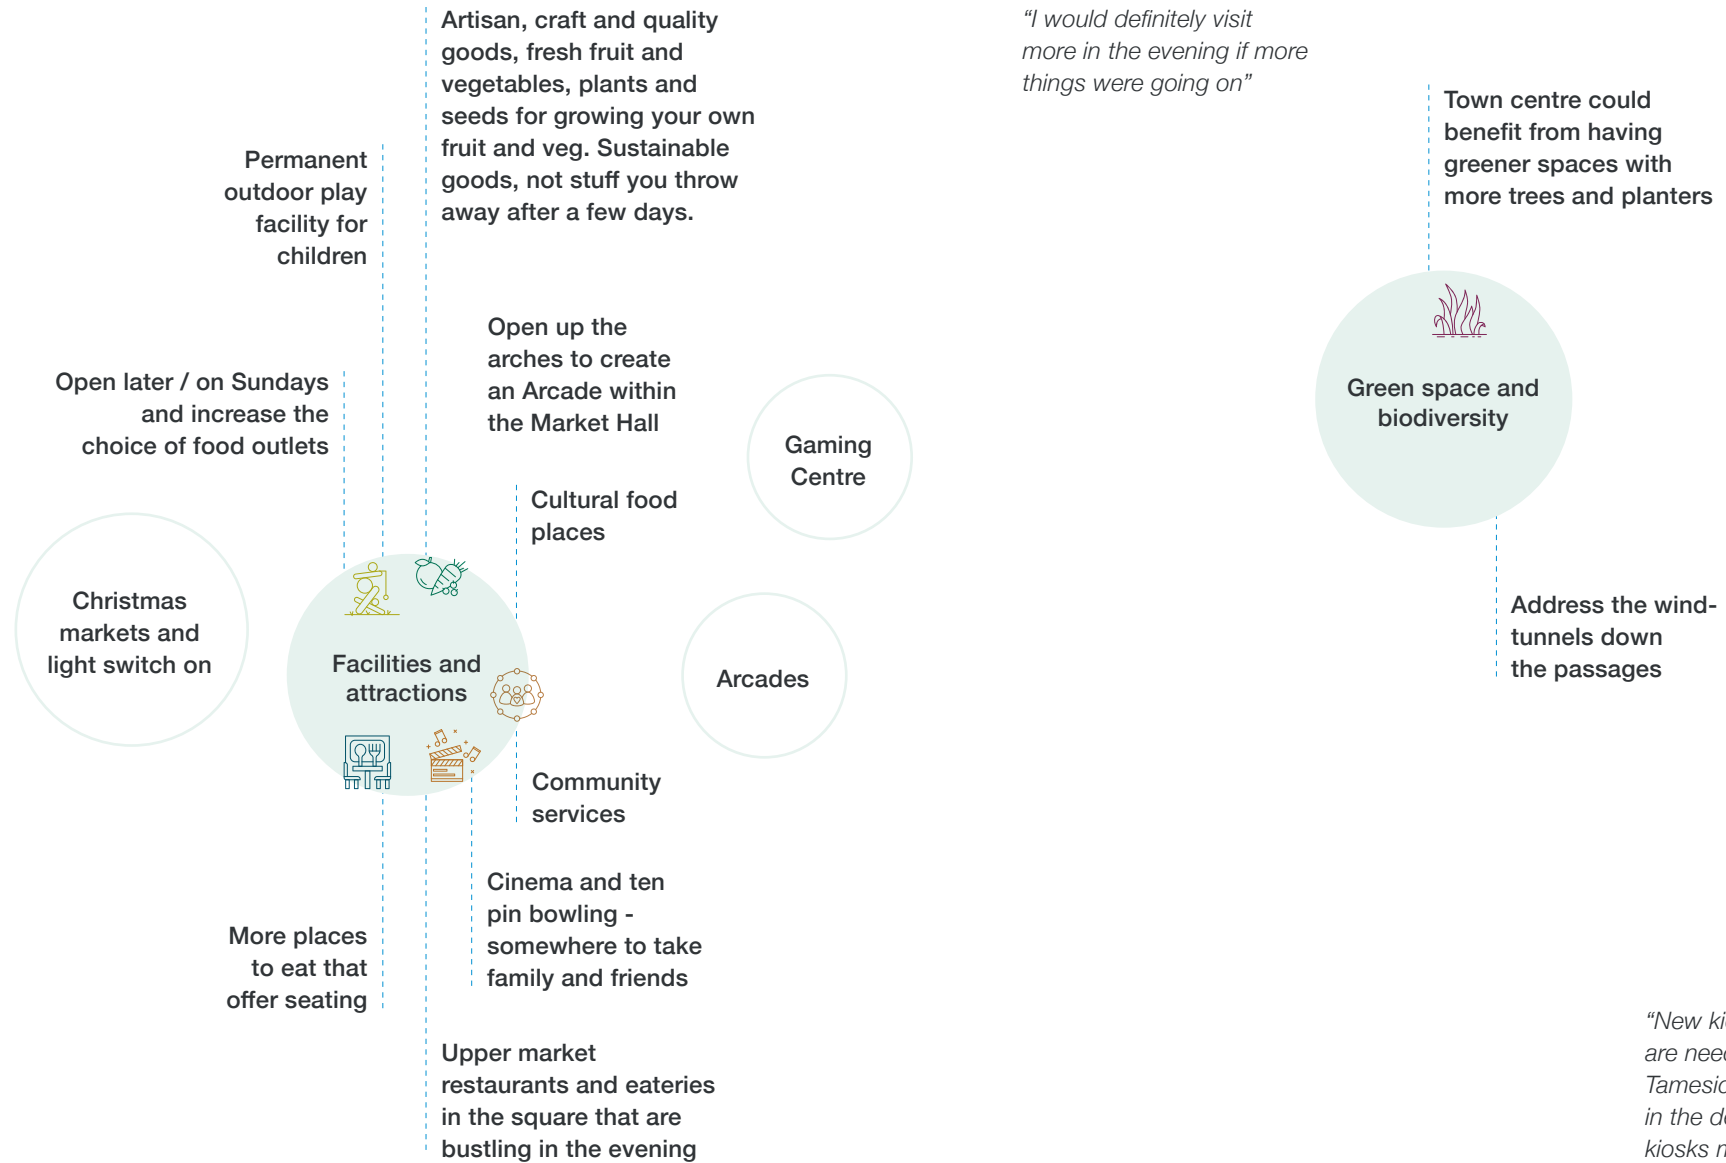 Artisan, craft and quality
goods, fresh fruit and
vegetables, plants and
seeds for growing your own
fruit and veg. Sustainable
goods, not stuff you throw
away after a few days.
Permanent
outdoor play
facility for
children
Open up the
arches to create
an Arcade within
the Market Hall
Open later / on Sundays
and increase the
choice of food outlets
Gaming
Centre
Cultural food
places
Christmas
markets and
light switch on
Facilities and
attractions
Arcades
Community
services
Cinema and ten
pin bowling -
somewhere to take
family and friends
More places
to eat that
offer seating
Upper market
restaurants and eateries
in the square that are
bustling in the evening
“I would definitely visit
more in the evening if more
things were going on”
Town centre could
benefit from having
greener spaces with
more trees and planters
Green space and
biodiversity
Address the wind-
tunnels down
the passages
“New
are
in the
kiosks